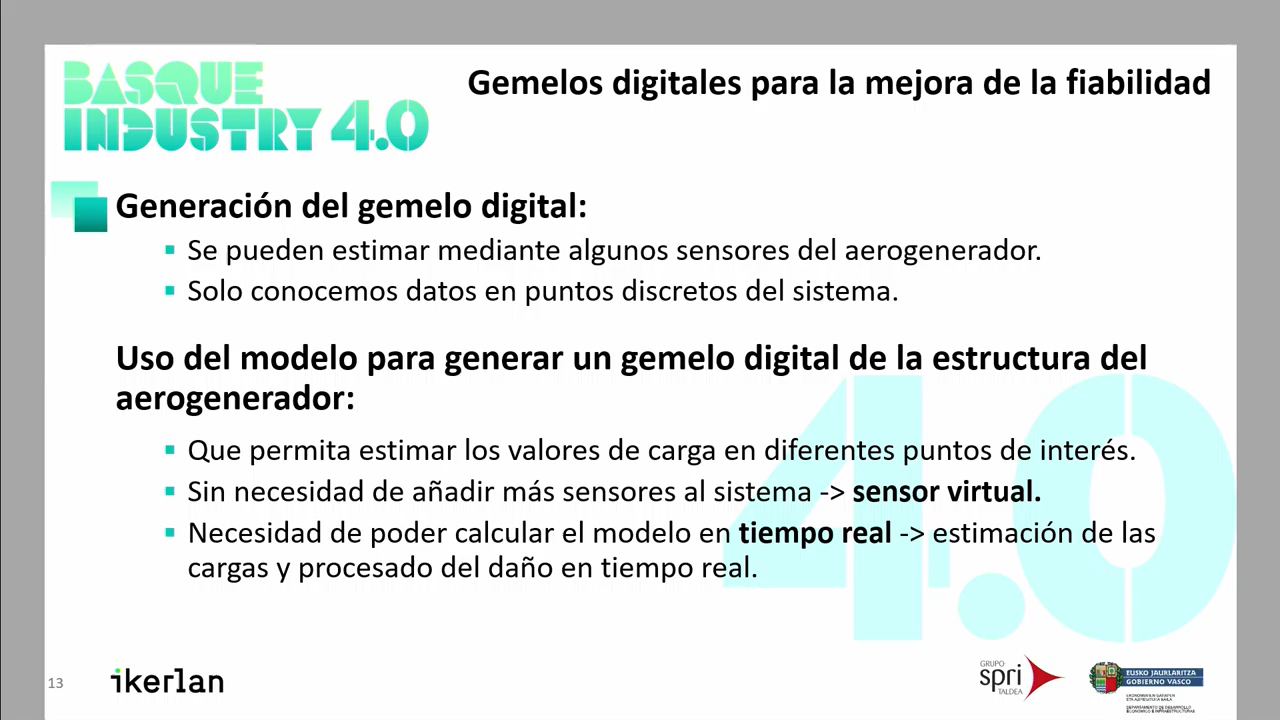 BASQUE
INDUSTRY 4.0
Gemelos digitales para la mejora de la fiabilidad
Generación del gemelo digital:
▪ Se pueden estimar mediante algunos sensores del aerogenerador.
▪ Solo conocemos datos en puntos discretos del sistema.
Uso del modelo para generar un gemelo digital de la estructura del
aerogenerador:
▪ Que permita estimar los valores de carga en diferentes puntos de interés.
▪ Sin necesidad de añadir más sensores al sistema -> sensor virtual.
▪ Necesidad de poder calcular el modelo en tiempo real -> estimación de las
cargas y procesado del daño en tiempo real.
4.0
13
ikerlan
GRUPO
spri
TALDEA
EUSKO JAURLARITZA
GOBIERNO VASCO
DEPARTAMENTO DE DESARROLLO
ECONÓMICO E INFRAESTRUCTURAS